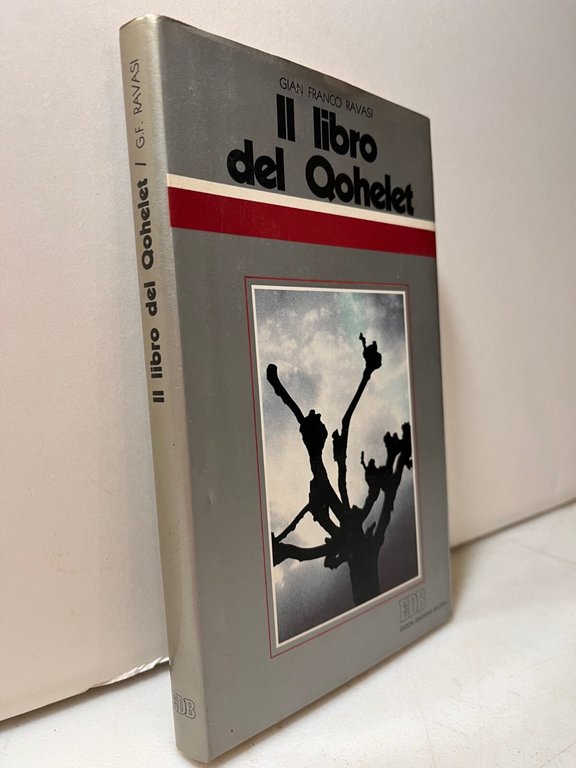 GIAN FRANCO RAVASI
Il libro
del Qohelet
EDB
Il libro del Qohelet / G.F. RAVASI
EDB